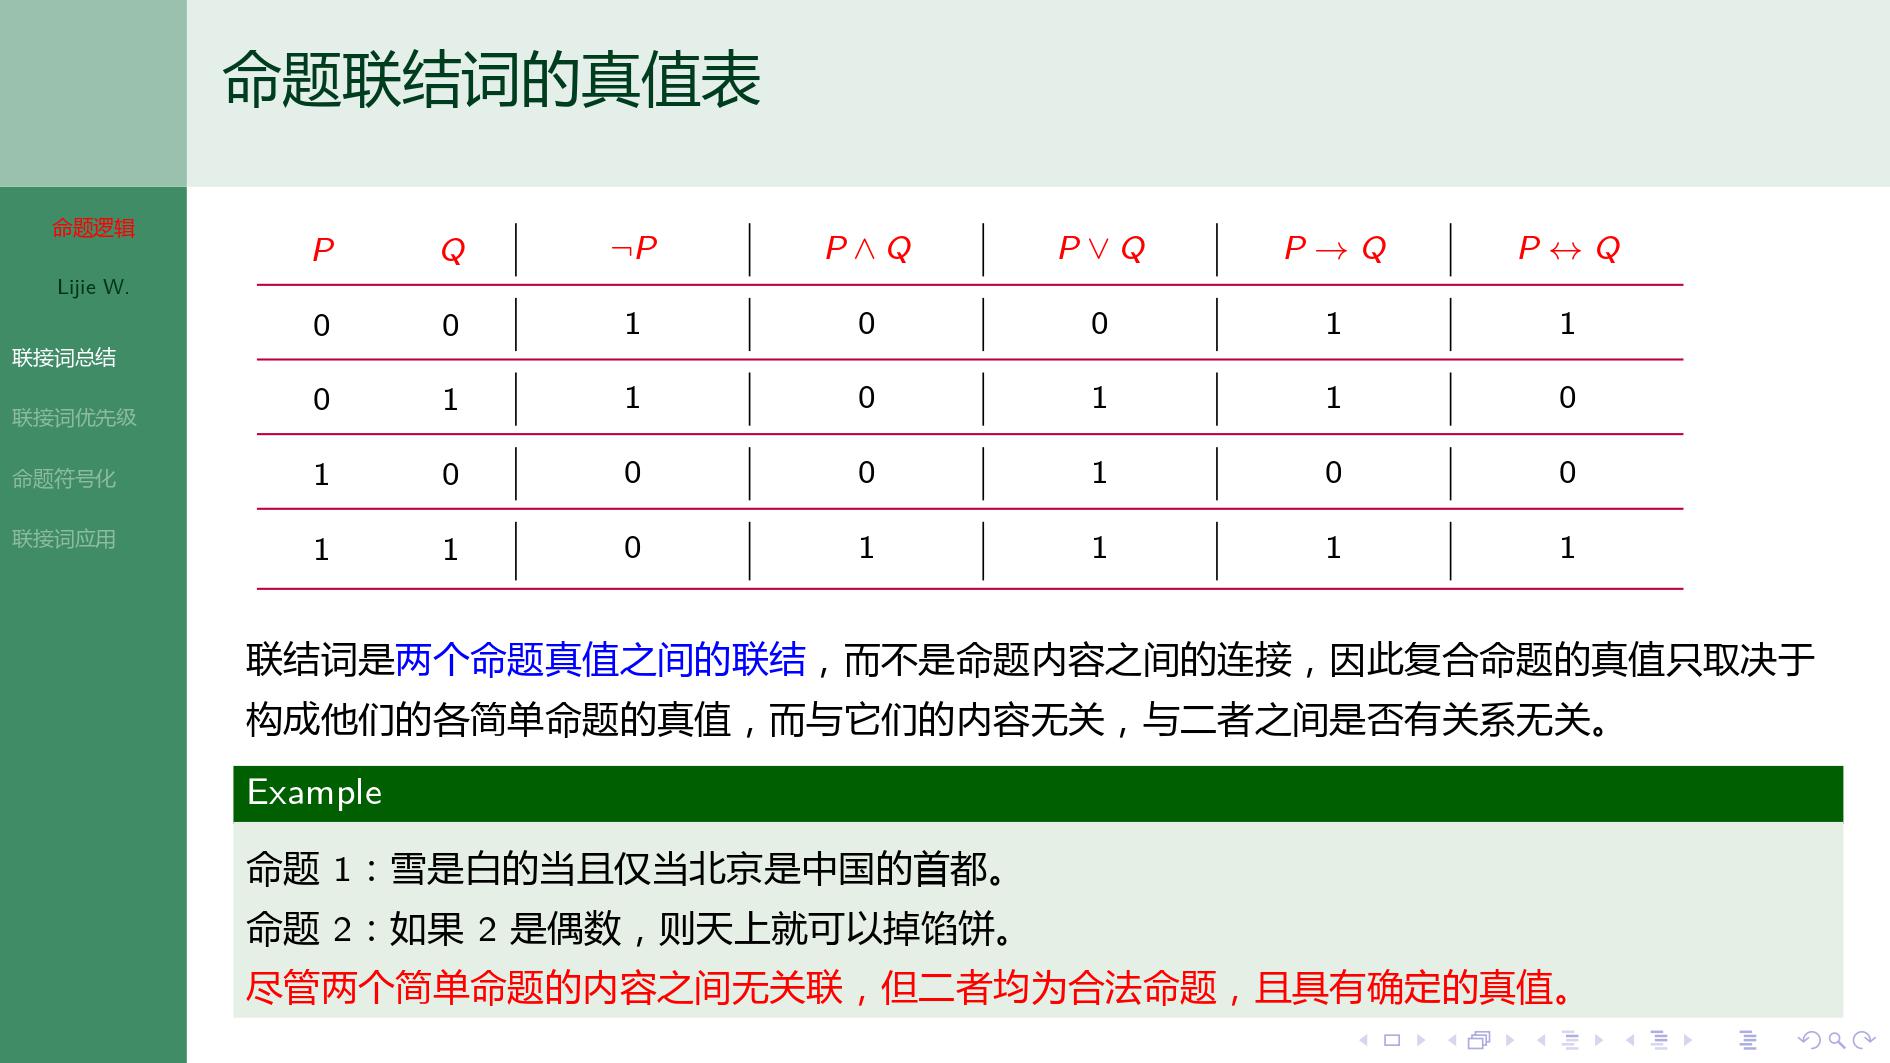 命题联结词的真值表
命题逻辑
Lijie W.
联接词总结
联接词优先级
命题符号化
联接词应用
P Q ¬P P ∧ Q P ∨ Q P → Q P ↔ Q
0 0 1 0 0 1 1
0 1 1 0 1 1 0
1 0 0 0 1 0 0
1 1 0 1 1 1 1
联结词是两个命题真值之间的联结，而不是命题内容之间的连接，因此复合命题的真值只取决于
构成他们的各简单命题的真值，而与它们的内容无关，与二者之间是否有关系无关。
Example
命题 1：雪是白的当且仅当北京是中国的首都。
命题 2：如果 2 是偶数，则天上就可以掉馅饼。
尽管两个简单命题的内容之间无关联，但二者均为合法命题，且具有确定的真值。